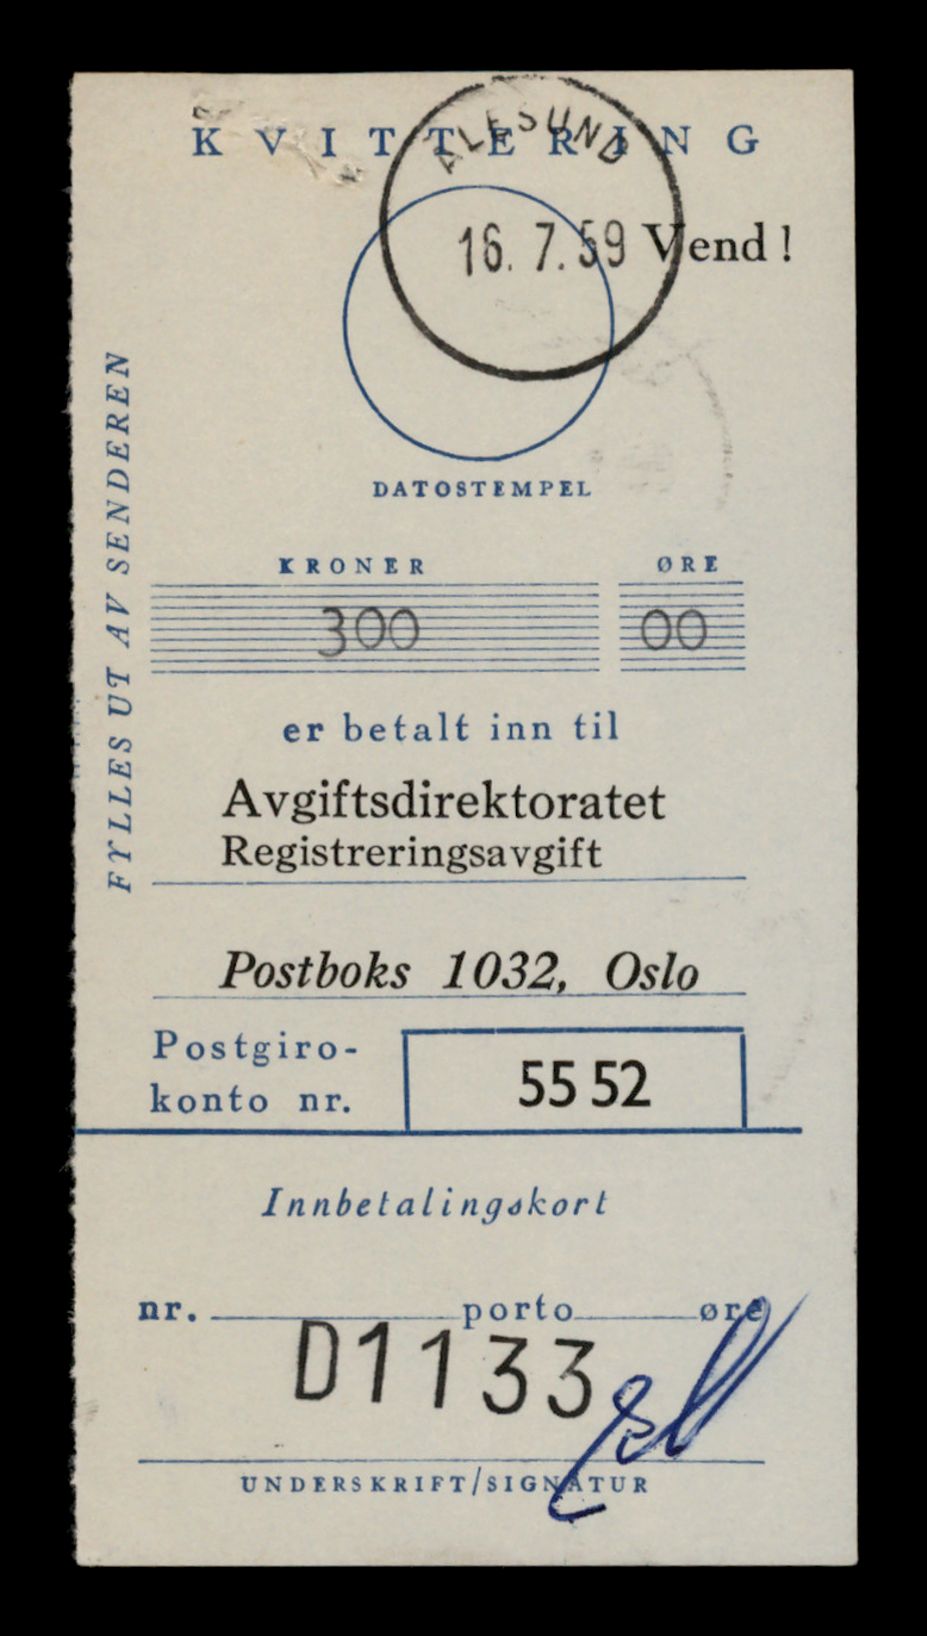 KVITTERING
ÅLESUND
16. 7. 59
Vend !
DATOSTEMPEL
FYLLES UT AV SENDEREN
KRONER ØRE
300 00
er betalt inn til
Avgiftsdirektoratet
Registreringsavgift
Postboks 1032, Oslo
Postgiro-
konto nr.
55 52
Innbetalingskort
nr. porto øre
D1133
UNDERSKRIFT/SIGNATUR